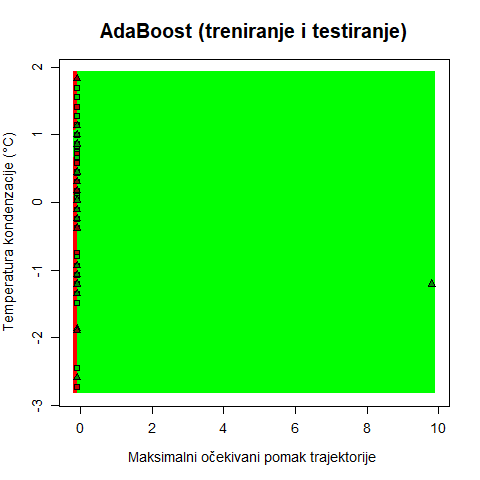 AdaBoost (treniranje i testiranje)
Temperatura kondenzacije (°C)
2
1
0
-1
-2
-3
0 2 4 6 8 10
Maksimalni očekivani pomak trajektorije